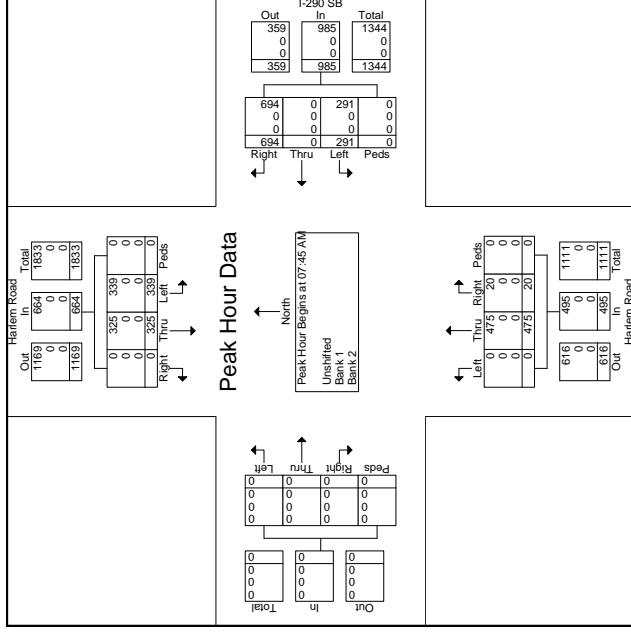 I-290 SB
Out In Total
359 985 1344
0 0 0
0 0 0
359 985 1344
694 0 291 0
0 0 0 0
0 0 0 0
694 0 291 0
Right Thru Left Peds
Harlem Road
Out In Total
1169 664 1833
0 0 0
0 0 0
1169 664 1833
0 325 339 0
0 0 0 0
0 0 0 0
0 325 339 0
Right Thru Left Peds
Peak Hour Data
North
Peak Hour Begins at 07:45 AM
Unshifted
Bank 1
Bank 2
Left Thru Right Peds
0 475 20 0
0 0 0 0
0 0 0 0
0 475 20 0
616 495 1111
0 0 0
0 0 0
616 495 1111
Out In Total
Harlem Road
Left Thru Right Peds
0 0 0 0
0 0 0 0
0 0 0 0
0 0 0 0
0 0 0
0 0 0
0 0 0
0 0 0
Total In Out